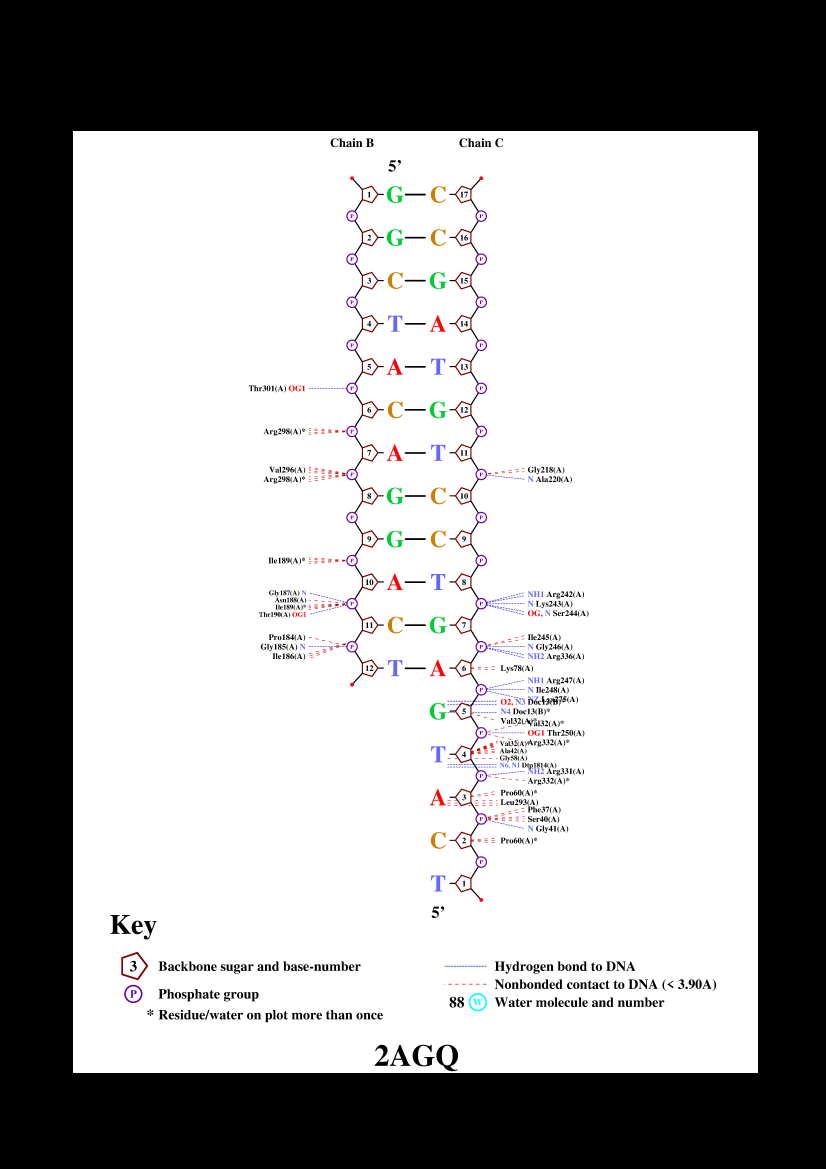 Chain B Chain C
5’
1 G C 17
P P
2 G C 16
P P
3 C G 15
P P
4 T A 14
P P
5 A T 13
Thr301(A) OG1 P P
6 C G 12
Arg298(A)* P P
7 A T 11
Val296(A) P P Gly218(A)
Arg298(A)* N Ala220(A)
8 G C 10
P P
9 G C 9
Ile189(A)* P P
10 A T 8
Gly187(A) N P P NH1 Arg242(A)
Asn188(A) N Lys243(A)
Ile189(A)* OG, N Ser244(A)
Thr190(A) OG1
11 C G 7
Pro184(A) P P Ile245(A)
Gly185(A) N N Gly246(A)
Ile186(A) NH2 Arg336(A)
12 T A 6 Lys78(A)
P NH1 Arg247(A)
N Ile248(A)
NZ Lys275(A)
O2, N3 Doc13(B)*
G 5 N4 Doc13(B)*
Val32(A)*
P Val32(A)*
OG1 Thr250(A)
Arg332(A)*
T 4 Val32(A)*
Ala42(A)
Gly58(A)
N6, N1 Dtp1814(A)
P NH2 Arg331(A)
Arg332(A)*
A 3 Pro60(A)*
Leu293(A)
P Phe37(A)
Ser40(A)
N Gly41(A)
C 2 Pro60(A)*
P
T 1
5’
Key
3 Backbone sugar and base-number
P Phosphate group
* Residue/water on plot more than once
Hydrogen bond to DNA
Nonbonded contact to DNA (< 3.90A)
88 W Water molecule and number
2AGQ